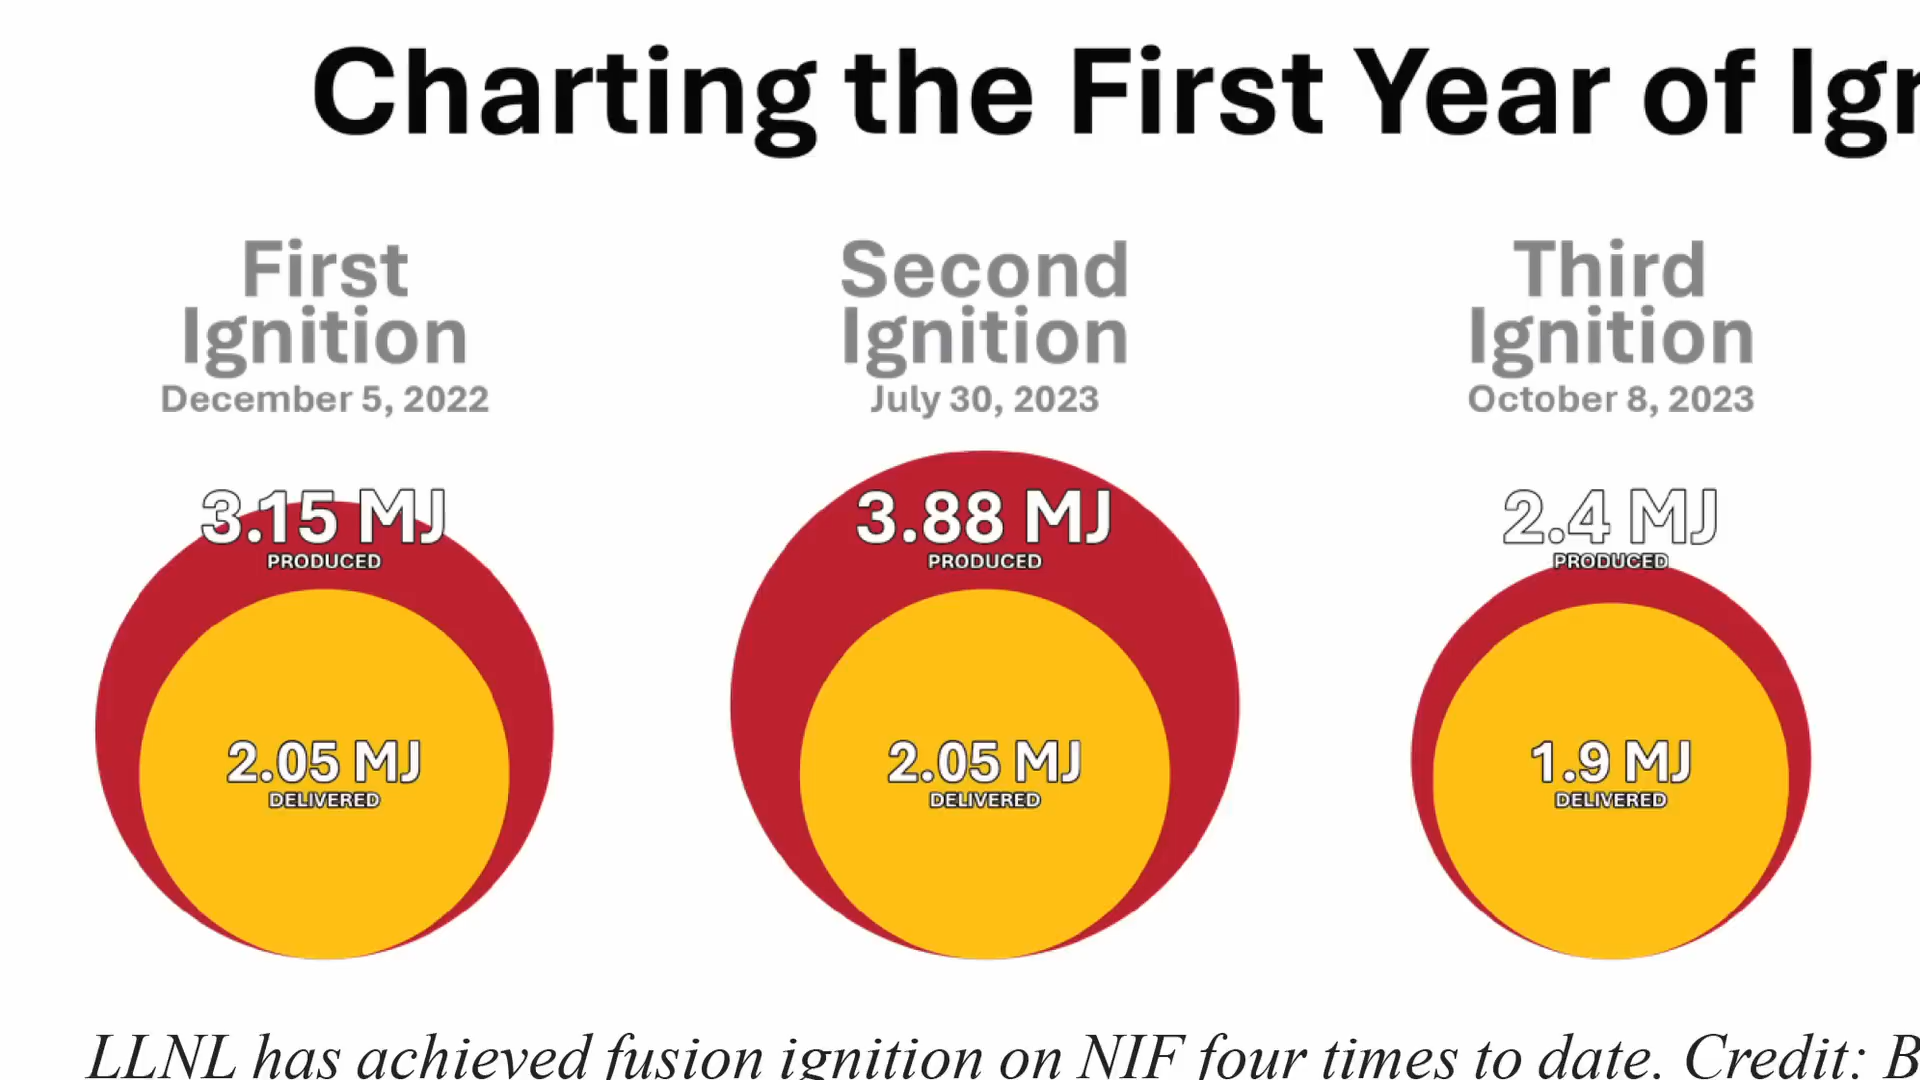 Charting the First Year of Ign
First
Ignition
December 5, 2022
3.15 MJ
PRODUCED
2.05 MJ
DELIVERED
Second
Ignition
July 30, 2023
3.88 MJ
PRODUCED
2.05 MJ
DELIVERED
Third
Ignition
October 8, 2023
2.4 MJ
PRODUCED
1.9 MJ
DELIVERED
LLNL has achieved fusion ignition on NIF four times to date. Credit: B